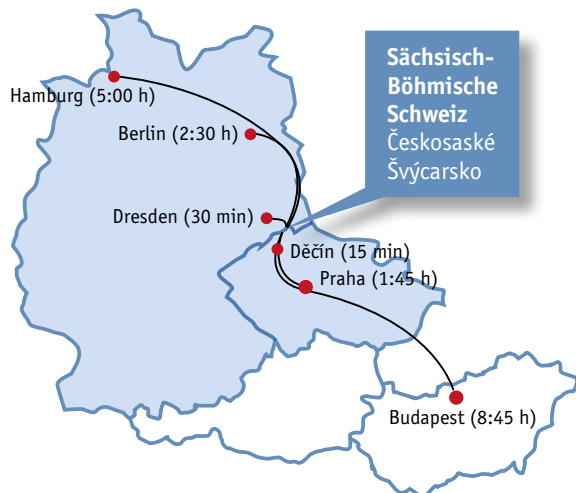 Sächsisch-
Böhmische
Schweiz
Českosaské
Švýcarsko
Hamburg (5:00 h)
Berlin (2:30 h)
Dresden (30 min)
Děčín (15 min)
Praha (1:45 h)
Budapest (8:45 h)